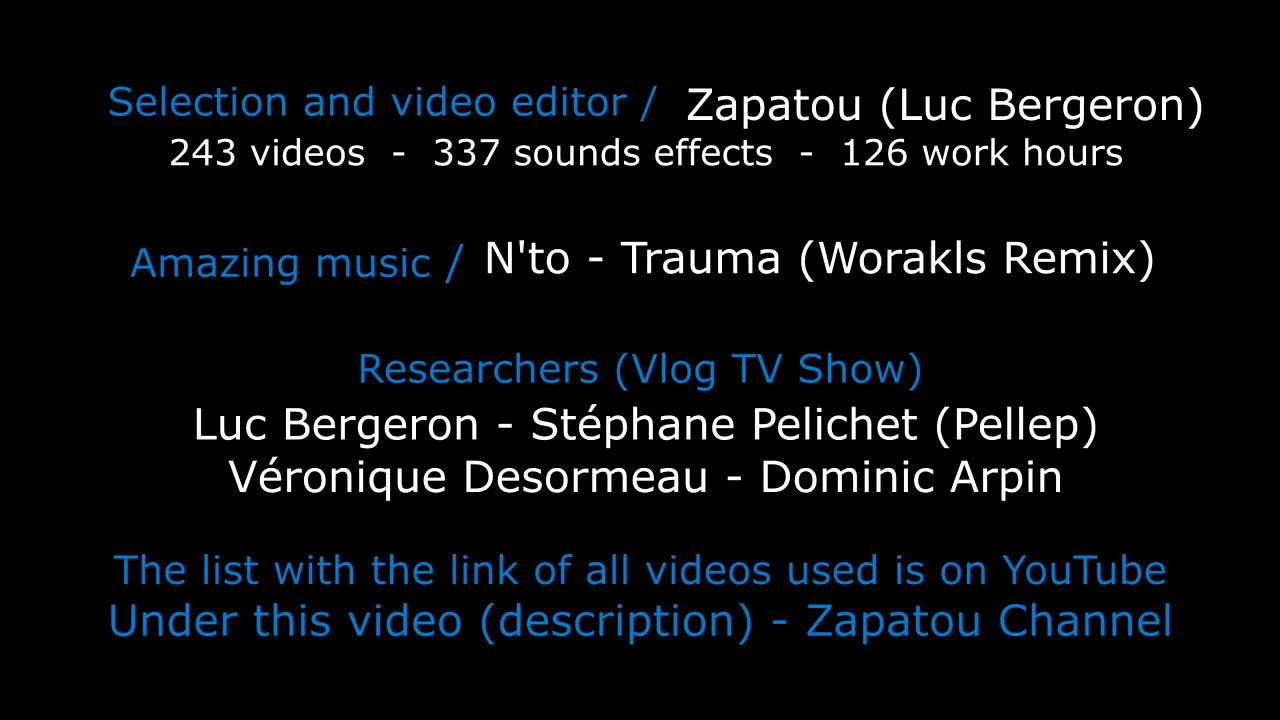 Selection and video editor / Zapatou (Luc Bergeron)
243 videos - 337 sounds effects - 126 work hours
Amazing music / N'to - Trauma (Worakls Remix)
Researchers (Vlog TV Show)
Luc Bergeron - Stéphane Pelichet (Pellep)
Véronique Desormeau - Dominic Arpin
The list with the link of all videos used is on YouTube
Under this video (description) - Zapatou Channel